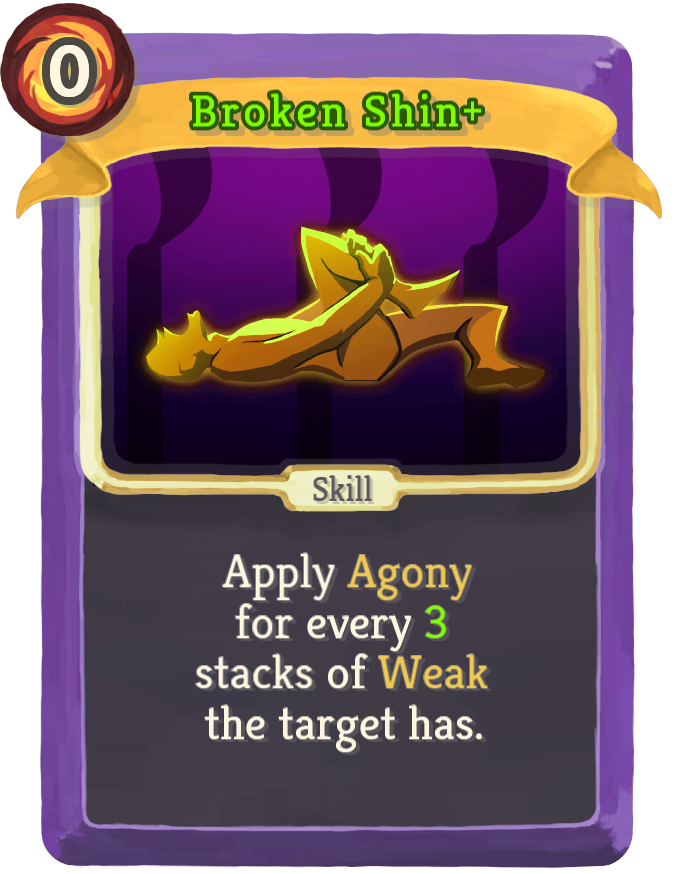 0
Broken Shin+
Skill
Apply Agony
for every 3
stacks of Weak
the target has.